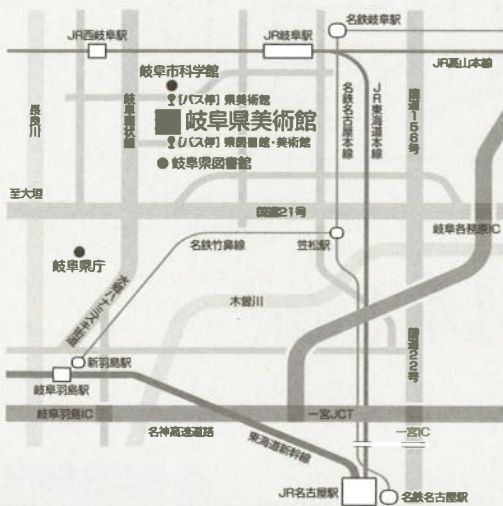 名鉄岐阜駅
JR西岐阜駅
JR岐阜駅
JR高山本線
岐阜市科学館
[バス停] 県美術館
岐阜県美術館
[バス停] 県図書館・美術館
岐阜県図書館
長良川
岐阜環状線
名鉄名古屋本線
JR東海道本線
国道156号
至大垣
国道21号
岐阜各務原IC
岐阜県庁
名鉄竹鼻線
笠松駅
木曽川
国道22号
新羽島駅
岐阜羽島駅
岐阜羽島IC
一宮JCT
名神高速道路
東海道新幹線
一宮IC
JR名古屋駅
名鉄名古屋駅